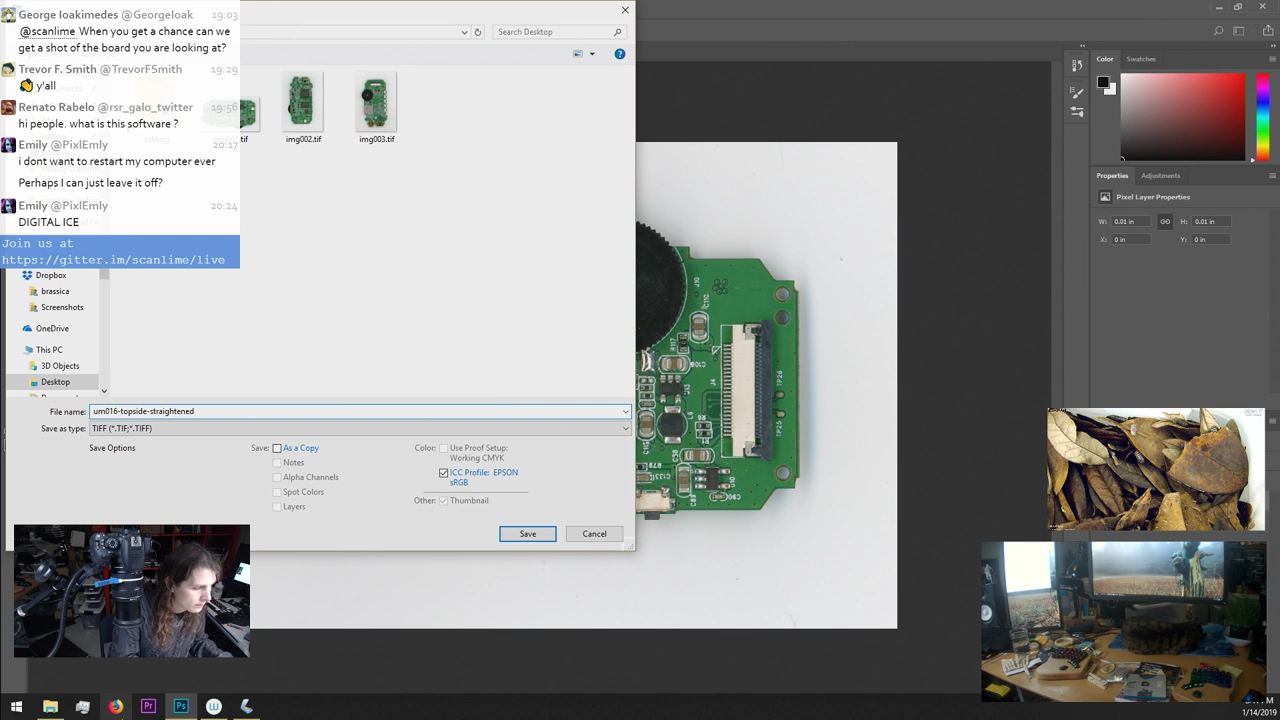 George Ioakimedes @GeorgeIoak 19:03
@scanlime When you get a chance can we
get a shot of the board you are looking at?
Trevor F. Smith @TrevorFSmith 19:29
y'all
Renato Rabelo @rsr_galo_twitter 19:56
hi people. what is this software ?
Emily @PixlEmly 20:17
i dont want to restart my computer ever
Perhaps I can just leave it off?
Emily @PixlEmly 20:24
DIGITAL ICE
Join us at
https://gitter.im/scanlime/live
Search Desktop
img002.tif
img003.tif
Dropbox
brassica
Screenshots
OneDrive
This PC
3D Objects
Desktop
File name: um016-topside-straightened
Save as type: TIFF (*.TIF;*.TIFF)
Save Options
Save: As a Copy
Notes
Alpha Channels
Spot Colors
Layers
Color: Use Proof Setup:
Working CMYK
ICC Profile: EPSON
sRGB
Other: Thumbnail
Save
Cancel
J10
J4
TP26
TP25
Color
Swatches
Properties
Adjustments
Pixel Layer Properties
W: 0.01 in
H: 0.01 in
X: 0 in
Y: 0 in
Pr
Ps
1/14/2019